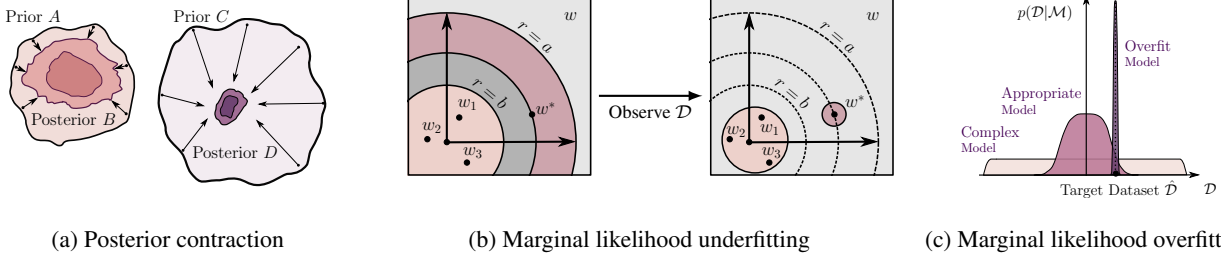 Prior A
Prior C
Posterior B
Posterior D
(a) Posterior contraction
w
r = a
r = b
w*
w₁
w₂
w₃
Observe 𝒟
w
r = a
r = b
w*
w₁
w₂
w₃
(b) Marginal likelihood underfitting
p(𝒟|ℳ)
Overfit
Model
Appropriate
Model
Complex
Model
Target Dataset 𝒟̂
𝒟
(c) Marginal likelihood overfitt